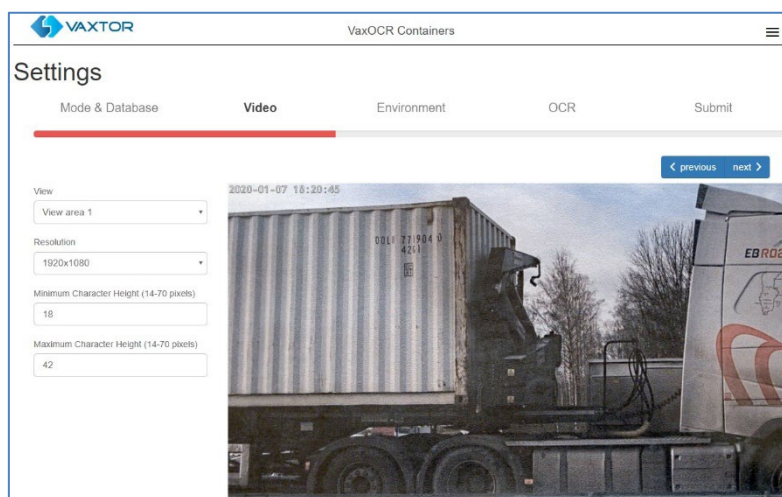 VAXTOR
VaxOCR Containers
Settings
Mode & Database
Video
Environment
OCR
Submit
previous
next
View
View area 1
Resolution
1920x1080
Minimum Character Height (14-70 pixels)
18
Maximum Character Height (14-70 pixels)
42
2020-01-07 16:20:45